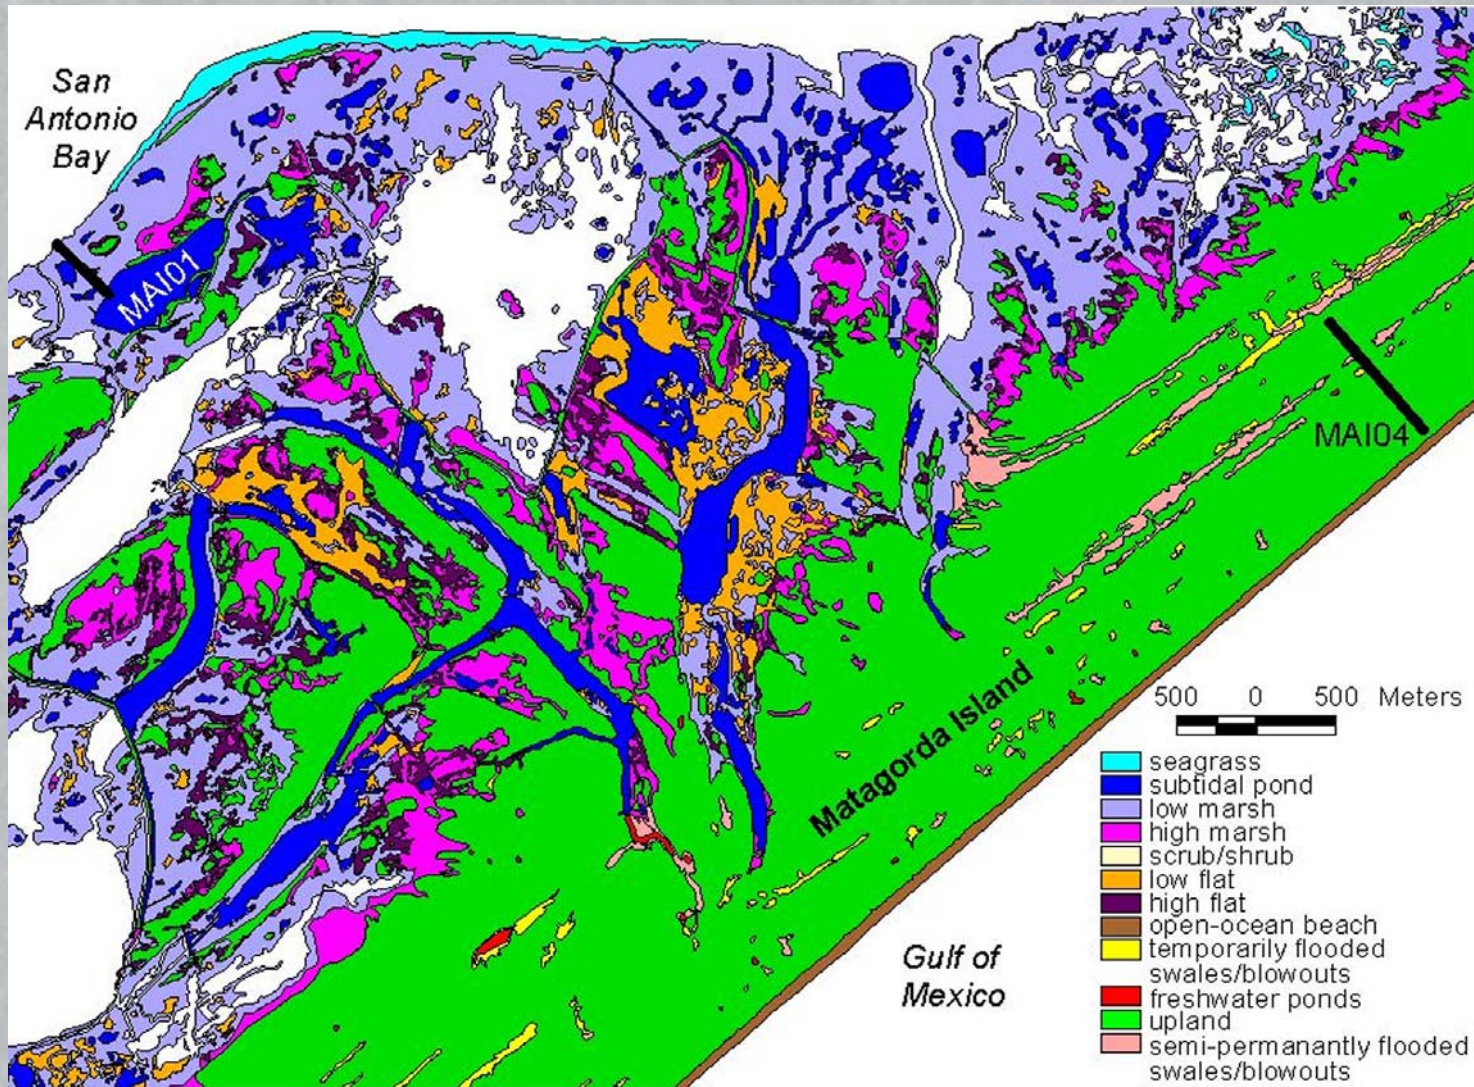 San
Antonio
Bay
MAI01
MAI04
Matagorda Island
500 0 500 Meters
seagrass
subtidal pond
low marsh
high marsh
scrub/shrub
low flat
high flat
open-ocean beach
temporarily flooded
swales/blowouts
freshwater ponds
upland
semi-permanantly flooded
swales/blowouts
Gulf of
Mexico